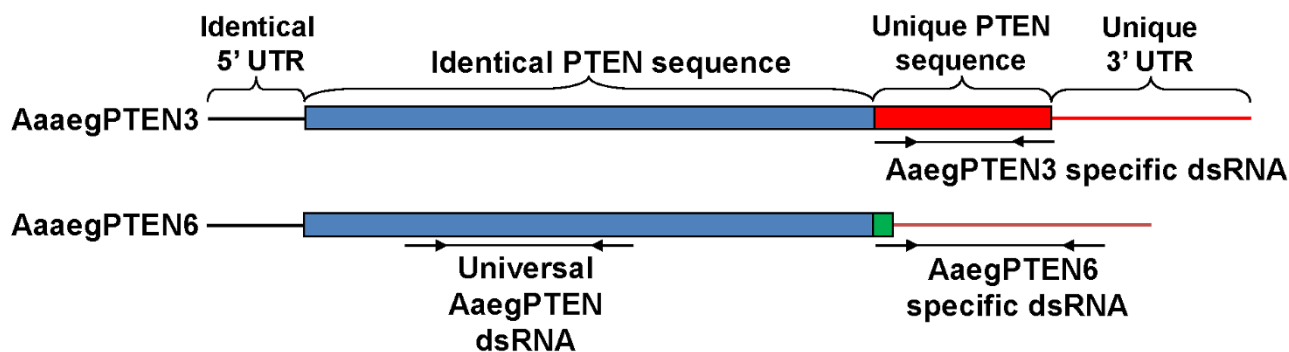 Identical
5' UTR
Identical PTEN sequence
Unique PTEN
sequence
Unique
3' UTR
AaaegPTEN3
AaegPTEN3 specific dsRNA
AaaegPTEN6
Universal
AaegPTEN
dsRNA
AaegPTEN6
specific dsRNA